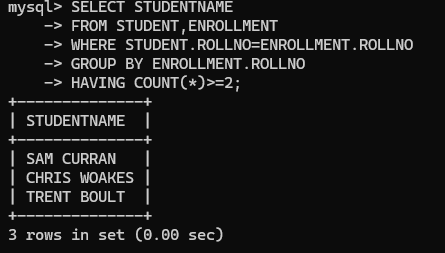 mysql> SELECT STUDENTNAME
    -> FROM STUDENT,ENROLLMENT
    -> WHERE STUDENT.ROLLNO=ENROLLMENT.ROLLNO
    -> GROUP BY ENROLLMENT.ROLLNO
    -> HAVING COUNT(*)>=2;
+--------------+
| STUDENTNAME  |
+--------------+
| SAM CURRAN   |
| CHRIS WOAKES |
| TRENT BOULT  |
+--------------+
3 rows in set (0.00 sec)